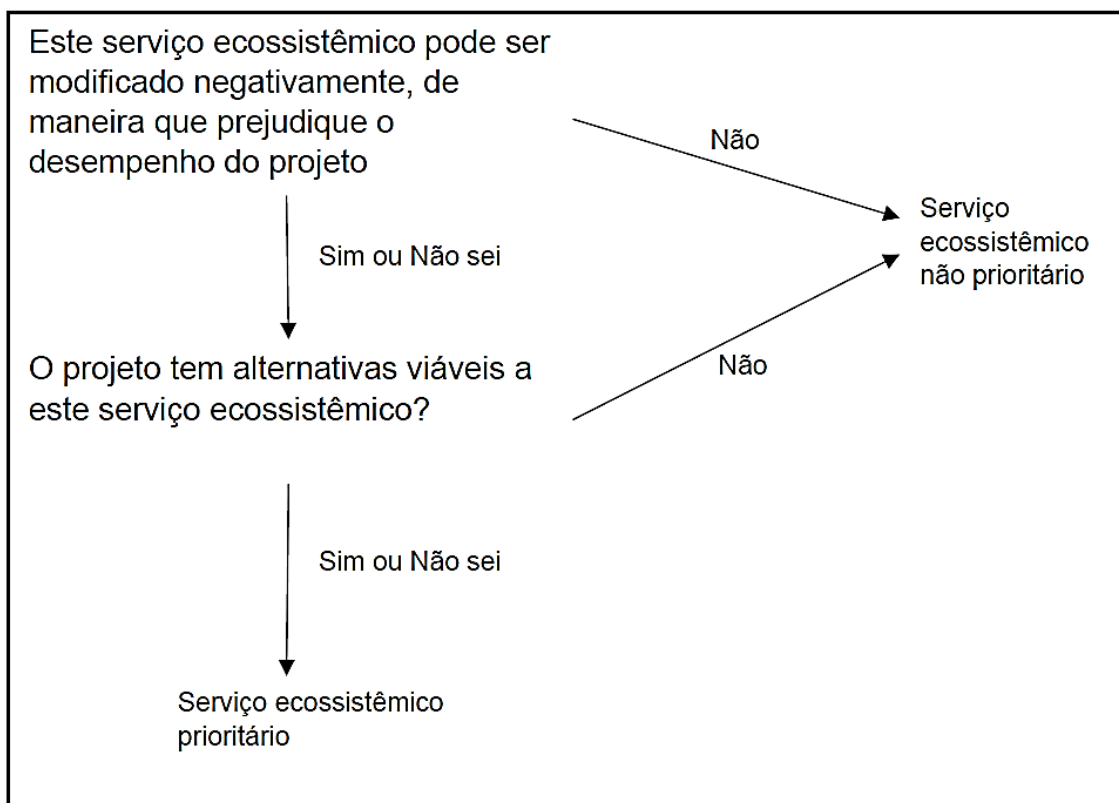 Este serviço ecossistêmico pode ser
modificado negativamente, de
maneira que prejudique o
desempenho do projeto
Não
Serviço
ecossistêmico
não prioritário
Sim ou Não sei
O projeto tem alternativas viáveis a
este serviço ecossistêmico?
Não
Sim ou Não sei
Serviço ecossistêmico
prioritário